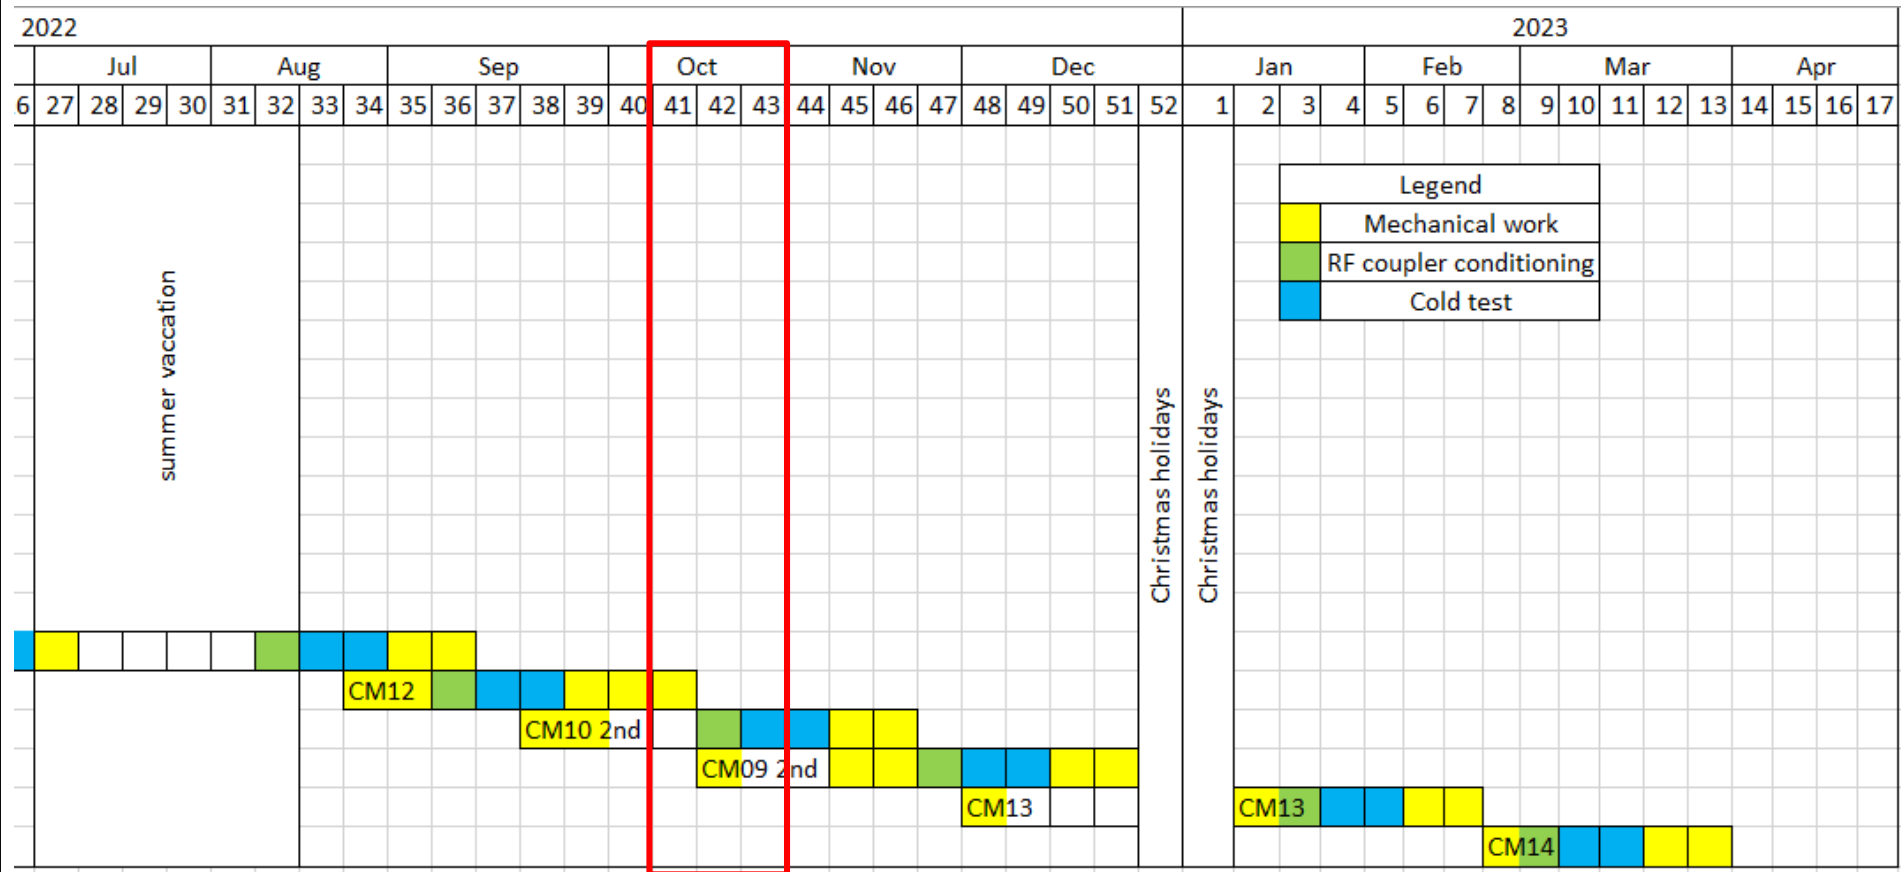 2022 2023
Jul Aug Sep Oct Nov Dec Jan Feb Mar Apr
6 27 28 29 30 31 32 33 34 35 36 37 38 39 40 41 42 43 44 45 46 47 48 49 50 51 52 1 2 3 4 5 6 7 8 9 10 11 12 13 14 15 16 17
summer vaccation
Christmas holidays
Christmas holidays
Legend
Mechanical work
RF coupler conditioning
Cold test
CM12
CM10 2nd
CM09 2nd
CM13 CM13
CM14